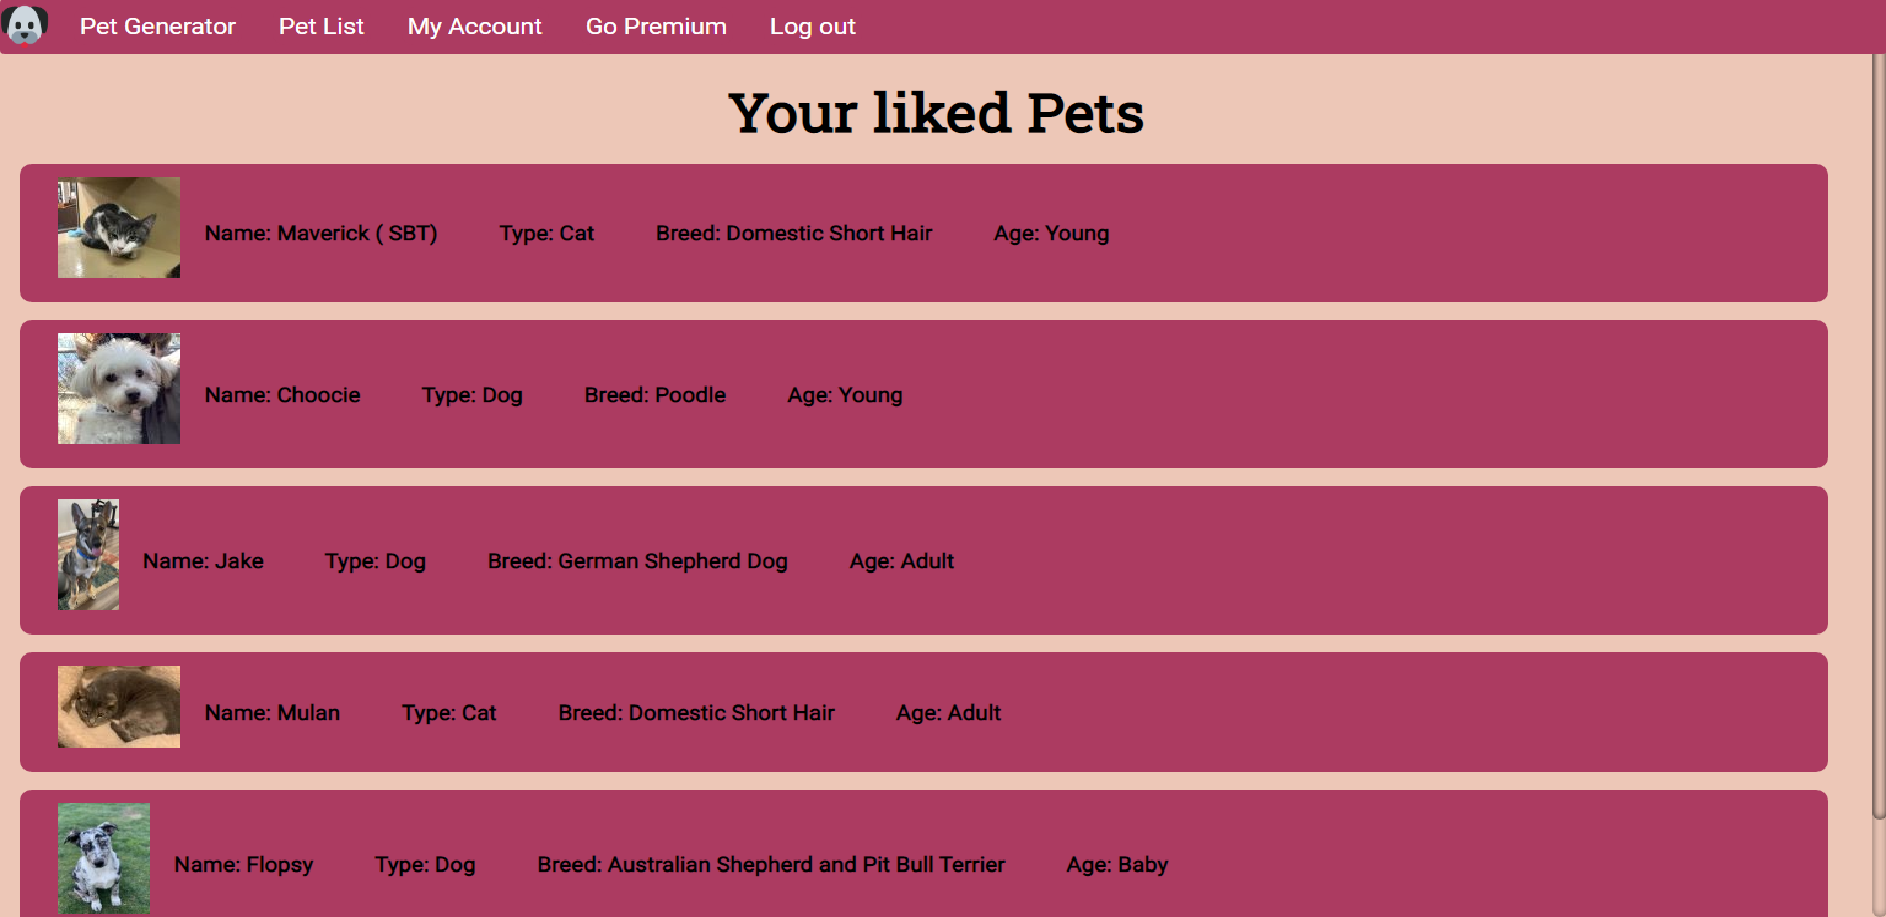 Pet Generator Pet List My Account Go Premium Log out
Your liked Pets
Name: Maverick ( SBT) Type: Cat Breed: Domestic Short Hair Age: Young
Name: Choocie Type: Dog Breed: Poodle Age: Young
Name: Jake Type: Dog Breed: German Shepherd Dog Age: Adult
Name: Mulan Type: Cat Breed: Domestic Short Hair Age: Adult
Name: Flopsy Type: Dog Breed: Australian Shepherd and Pit Bull Terrier Age: Baby